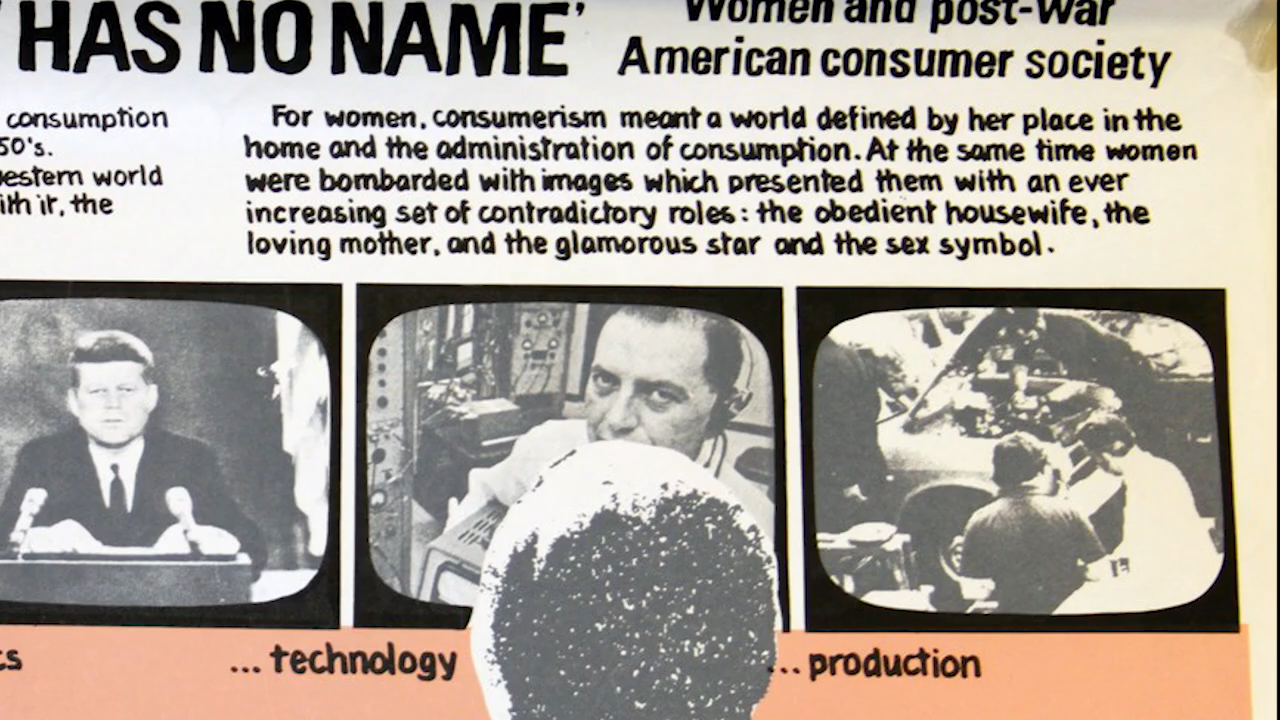 HAS NO NAME'
Women and post-war
American consumer society
consumption
50's.
western world
with it, the
For women, consumerism meant a world defined by her place in the
home and the administration of consumption. At the same time women
were bombarded with images which presented them with an ever
increasing set of contradictory roles: the obedient housewife, the
loving mother, and the glamorous star and the sex symbol.
... technology
... production